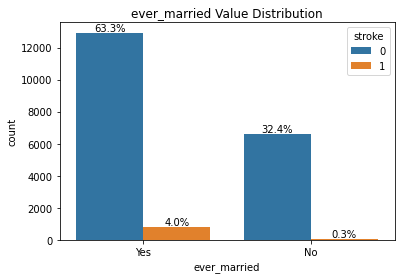 ever_married Value Distribution
63.3%
32.4%
4.0%
0.3%
stroke
0
1
count
12000
10000
8000
6000
4000
2000
0
Yes
No
ever_married